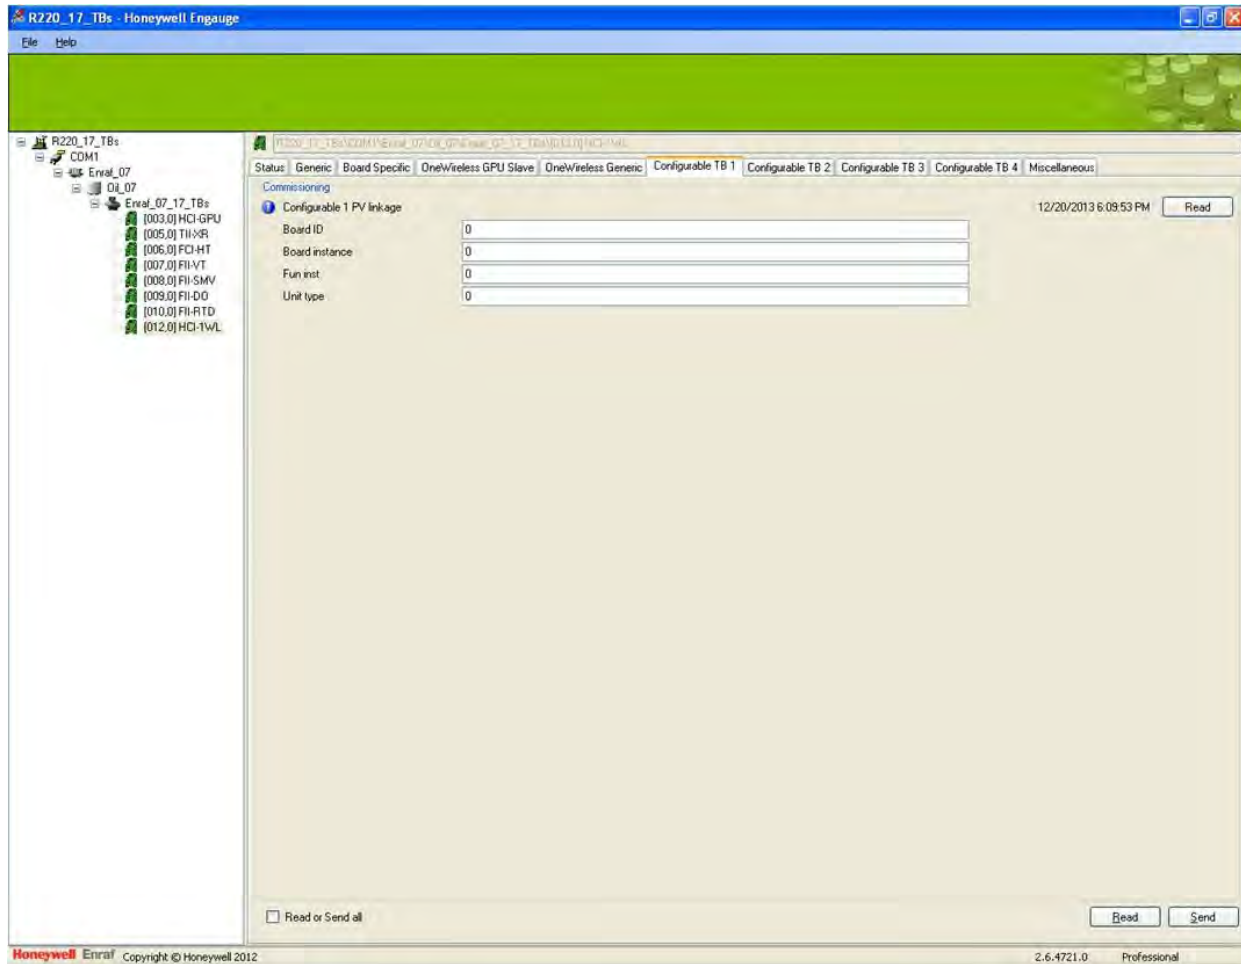 R220_17_TBs - Honeywell Engauge
File Help
R220_17_TBs
COM1
Enraf_07
Oil_07
Enraf_07_17_TBs
[003,0] HCI-GPU
[005,0] TII-XR
[006,0] FCI-HT
[007,0] FII-VT
[008,0] FII-SMV
[009,0] FII-DO
[010,0] FII-RTD
[012,0] HCI-1WL
Status Generic Board Specific OneWireless GPU Slave OneWireless Generic Configurable TB 1 Configurable TB 2 Configurable TB 3 Configurable TB 4 Miscellaneous
Commissioning
Configurable 1 PV linkage 12/20/2013 6:09:53 PM Read
Board ID 0
Board instance 0
Fun inst 0
Unit type 0
Read or Send all Read Send
Honeywell Enraf Copyright © Honeywell 2012 2.6.4721.0 Professional